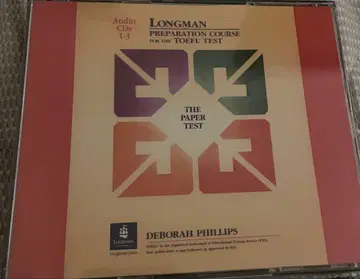 Audio
CDs
1-3
LONGMAN
PREPARATION COURSE
FOR THE TOEFL TEST
THE
PAPER
TEST
DEBORAH PHILLIPS
Longman